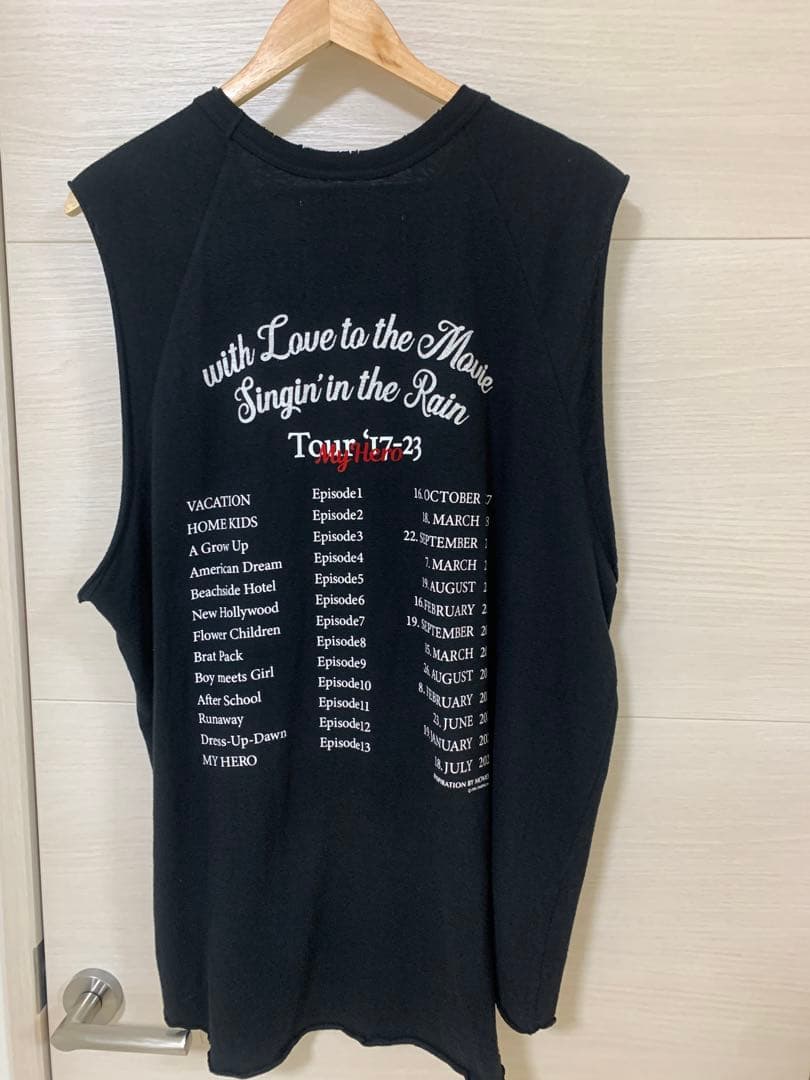 with Love to the Movie
Singin' in the Rain
Tour '17-23
My Hero
VACATION Episode1 16.OCTOBER
HOME KIDS Episode2 18. MARCH
A Grow Up Episode3 22. SEPTEMBER
American Dream Episode4 7. MARCH
Beachside Hotel Episode5 19. AUGUST
New Hollywood Episode6 16.FEBRUARY
Flower Children Episode7 19. SEPTEMBER
Brat Pack Episode8 15. MARCH
Boy meets Girl Episode9 26. AUGUST
After School Episode10 8. FEBRUARY
Runaway Episode11 23. JUNE
Dress-Up-Dawn Episode12 19.JANUARY
MY HERO Episode13 18. JULY
BY